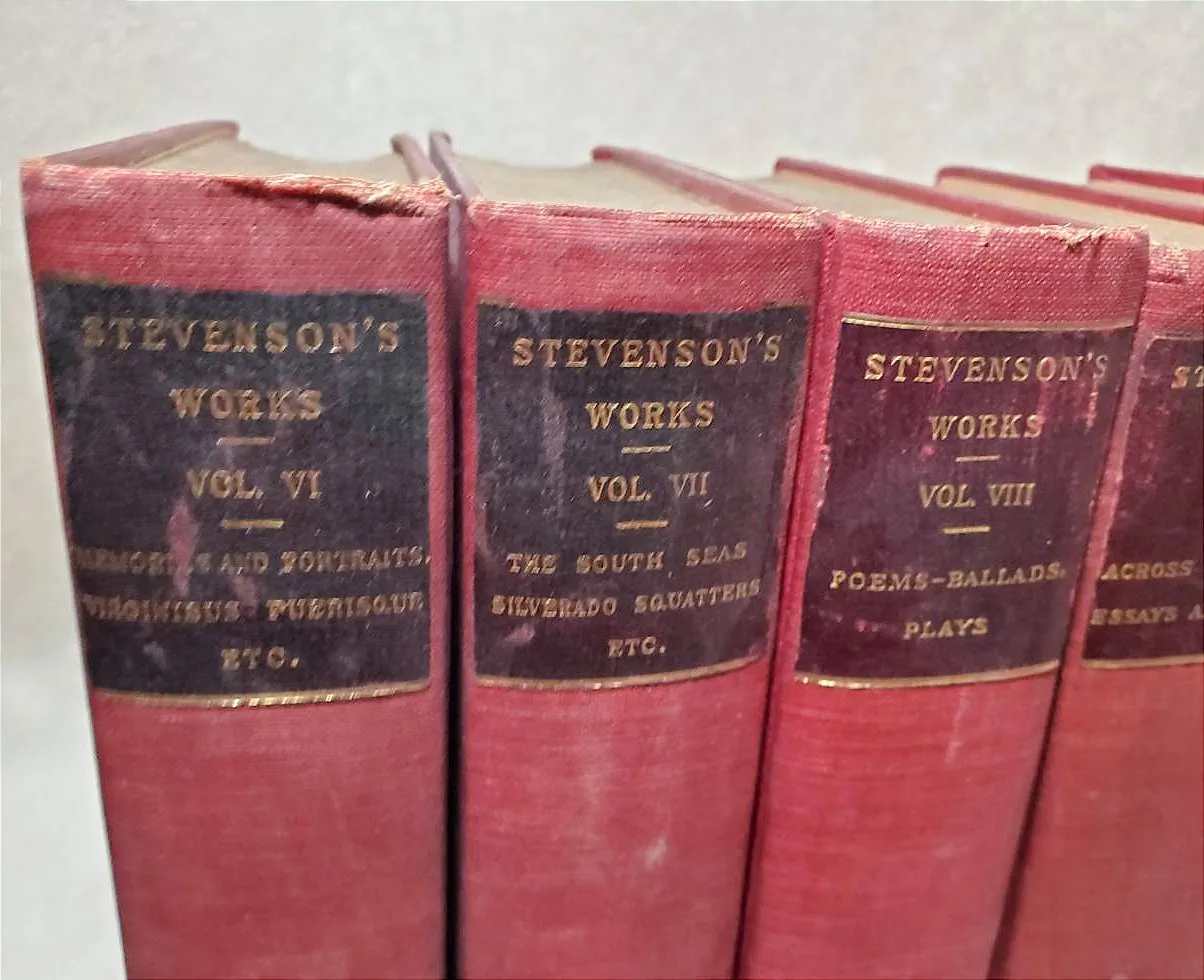 STEVENSON'S
WORKS
VOL. VI
MEMORIES AND PORTRAITS,
VIRGINIBUS PUERISQUE
ETC.
STEVENSON'S
WORKS
VOL. VII
THE SOUTH SEAS
SILVERADO SQUATTERS
ETC.
STEVENSON'S
WORKS
VOL. VIII
POEMS-BALLADS.
PLAYS
ST
ACROSS
ESSAYS